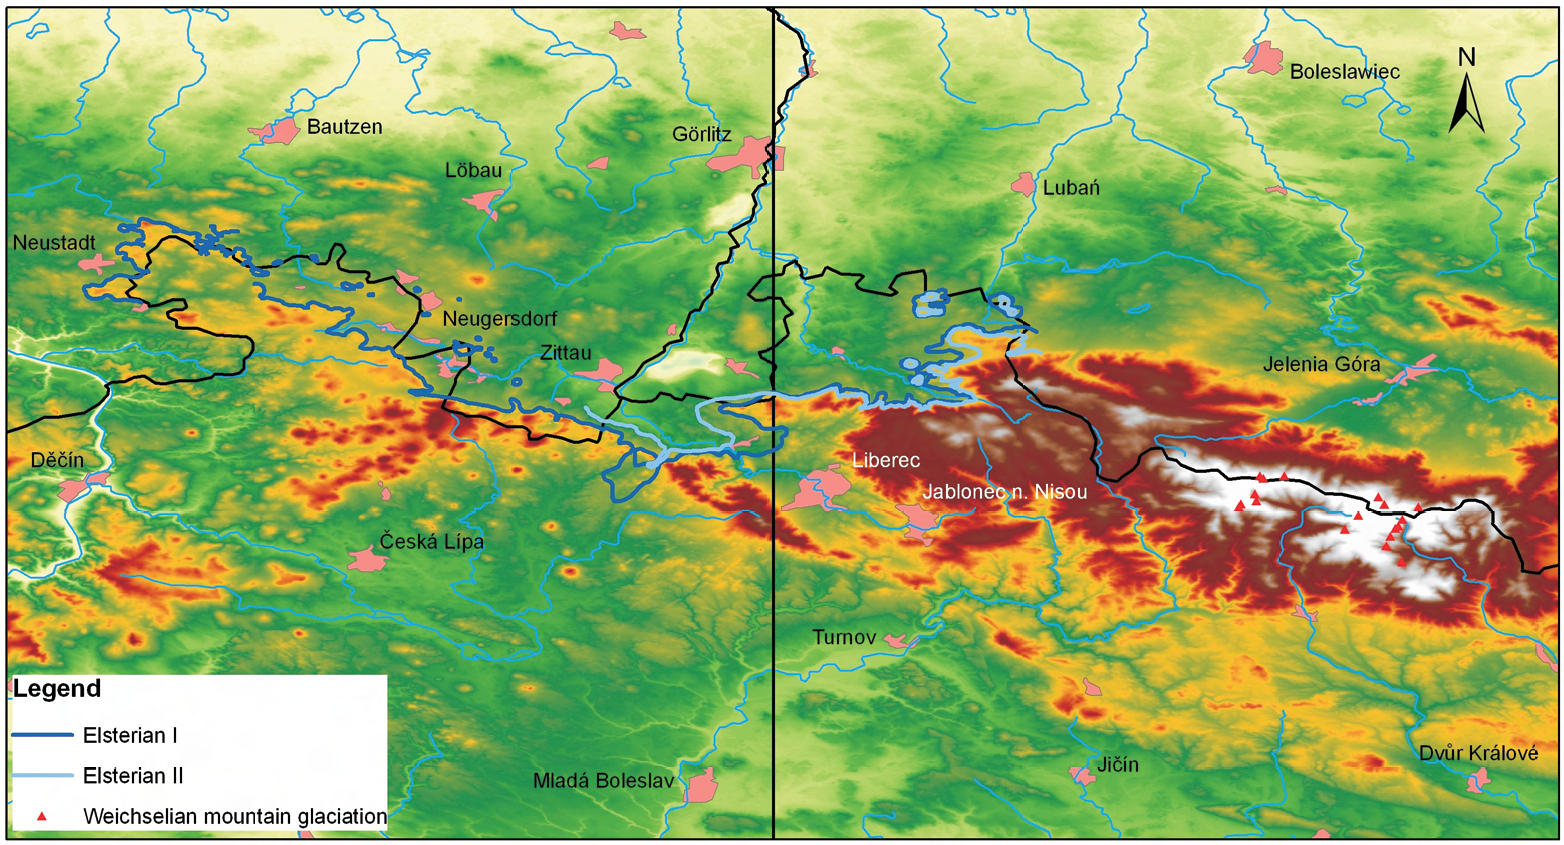 N
Boleslawiec
Bautzen
Görlitz
Löbau
Lubań
Neustadt
Neugersdorf
Zittau
Jelenia Góra
Děčín
Liberec
Jablonec n. Nisou
Česká Lípa
Turnov
Legend
Elsterian I
Elsterian II
Weichselian mountain glaciation
Mladá Boleslav
Jičín
Dvůr Králové